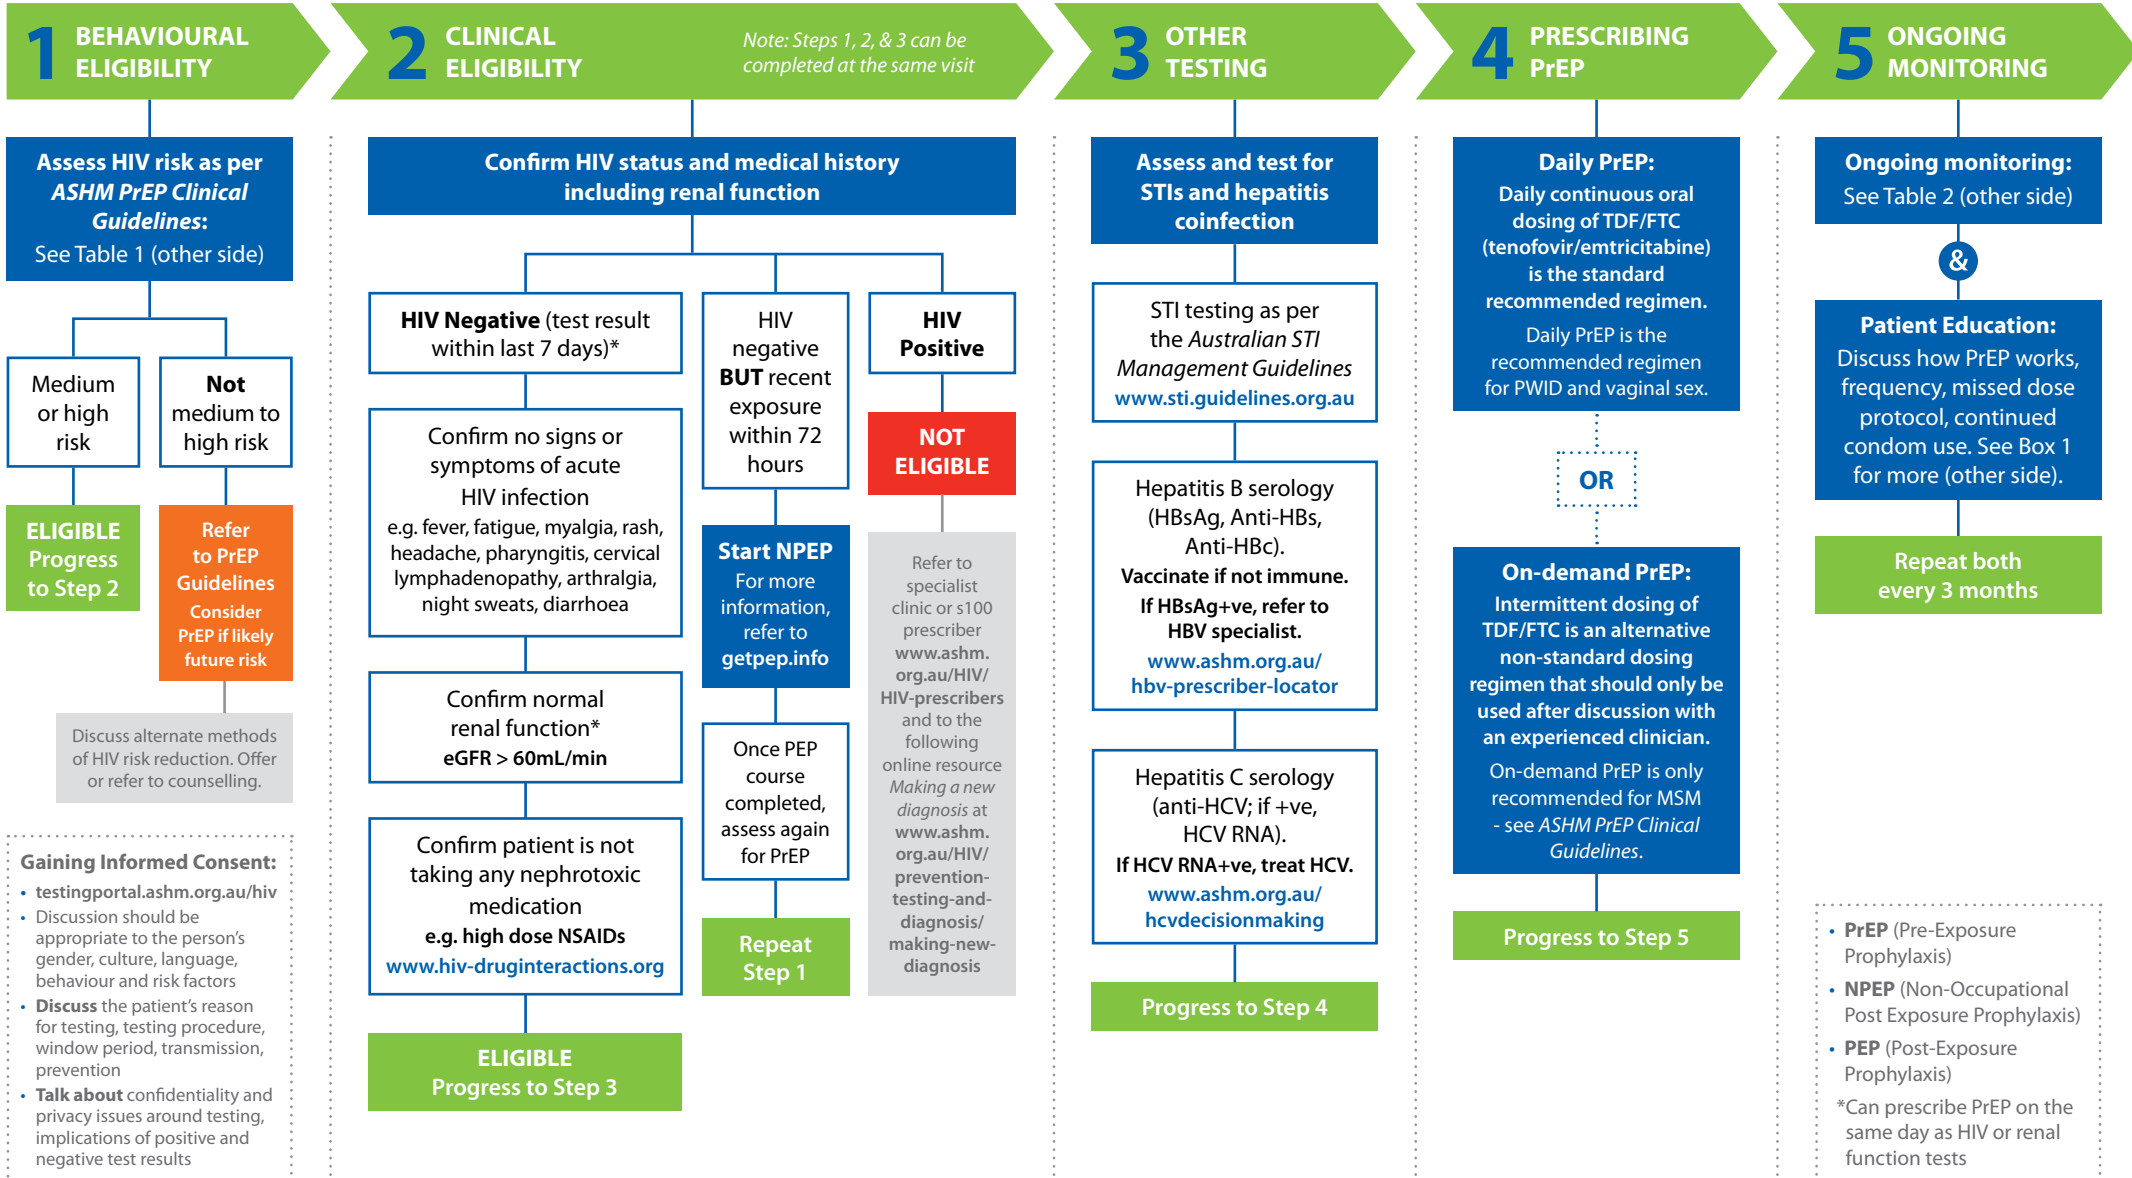 1 BEHAVIOURAL
ELIGIBILITY
2 CLINICAL
ELIGIBILITY
Note: Steps 1, 2, & 3 can be
completed at the same visit
3 OTHER
TESTING
4 PRESCRIBING
PrEP
5 ONGOING
MONITORING
Assess HIV risk as per
ASHM PrEP Clinical
Guidelines:
See Table 1 (other side)
Medium
or high
risk
Not
medium to
high risk
ELIGIBLE
Progress
to Step 2
Refer
to PrEP
Guidelines
Consider
PrEP if likely
future risk
Discuss alternate methods
of HIV risk reduction. Offer
or refer to counselling.
Gaining Informed Consent:
• testingportal.ashm.org.au/hiv
• Discussion should be
appropriate to the person's
gender, culture, language,
behaviour and risk factors
• Discuss the patient's reason
for testing, testing procedure,
window period, transmission,
prevention
• Talk about confidentiality and
privacy issues around testing,
implications of positive and
negative test results
Confirm HIV status and medical history
including renal function
HIV Negative (test result
within last 7 days)*
Confirm no signs or
symptoms of acute
HIV infection
e.g. fever, fatigue, myalgia, rash,
headache, pharyngitis, cervical
lymphadenopathy, arthralgia,
night sweats, diarrhoea
Confirm normal
renal function*
eGFR > 60mL/min
Confirm patient is not
taking any nephrotoxic
medication
e.g. high dose NSAIDs
www.hiv-druginteractions.org
ELIGIBLE
Progress to Step 3
HIV
negative
BUT recent
exposure
within 72
hours
Start NPEP
For more
information,
refer to
getpep.info
Once PEP
course
completed,
assess again
for PrEP
Repeat
Step 1
HIV
Positive
NOT
ELIGIBLE
Refer to
specialist
clinic or s100
prescriber
www.ashm.
org.au/HIV/
HIV-prescribers
and to the
following
online resource
Making a new
diagnosis at
www.ashm.
org.au/HIV/
prevention-
testing-and-
diagnosis/
making-new-
diagnosis
Assess and test for
STIs and hepatitis
coinfection
STI testing as per
the Australian STI
Management Guidelines
www.sti.guidelines.org.au
Hepatitis B serology
(HBsAg, Anti-HBs,
Anti-HBc).
Vaccinate if not immune.
If HBsAg+ve, refer to
HBV specialist.
www.ashm.org.au/
hbv-prescriber-locator
Hepatitis C serology
(anti-HCV; if +ve,
HCV RNA).
If HCV RNA+ve, treat HCV.
www.ashm.org.au/
hcvdecisionmaking
Progress to Step 4
Daily PrEP:
Daily continuous oral
dosing of TDF/FTC
(tenofovir/emtricitabine)
is the standard
recommended regimen.
Daily PrEP is the
recommended regimen
for PWID and vaginal sex.
OR
On-demand PrEP:
Intermittent dosing of
TDF/FTC is an alternative
non-standard dosing
regimen that should only be
used after discussion with
an experienced clinician.
On-demand PrEP is only
recommended for MSM
- see ASHM PrEP Clinical
Guidelines.
Progress to Step 5
Ongoing monitoring:
See Table 2 (other side)
&
Patient Education:
Discuss how PrEP works,
frequency, missed dose
protocol, continued
condom use. See Box 1
for more (other side).
Repeat both
every 3 months
• PrEP (Pre-Exposure
Prophylaxis)
• NPEP (Non-Occupational
Post Exposure Prophylaxis)
• PEP (Post-Exposure
Prophylaxis)
*Can prescribe PrEP on the
same day as HIV or renal
function tests